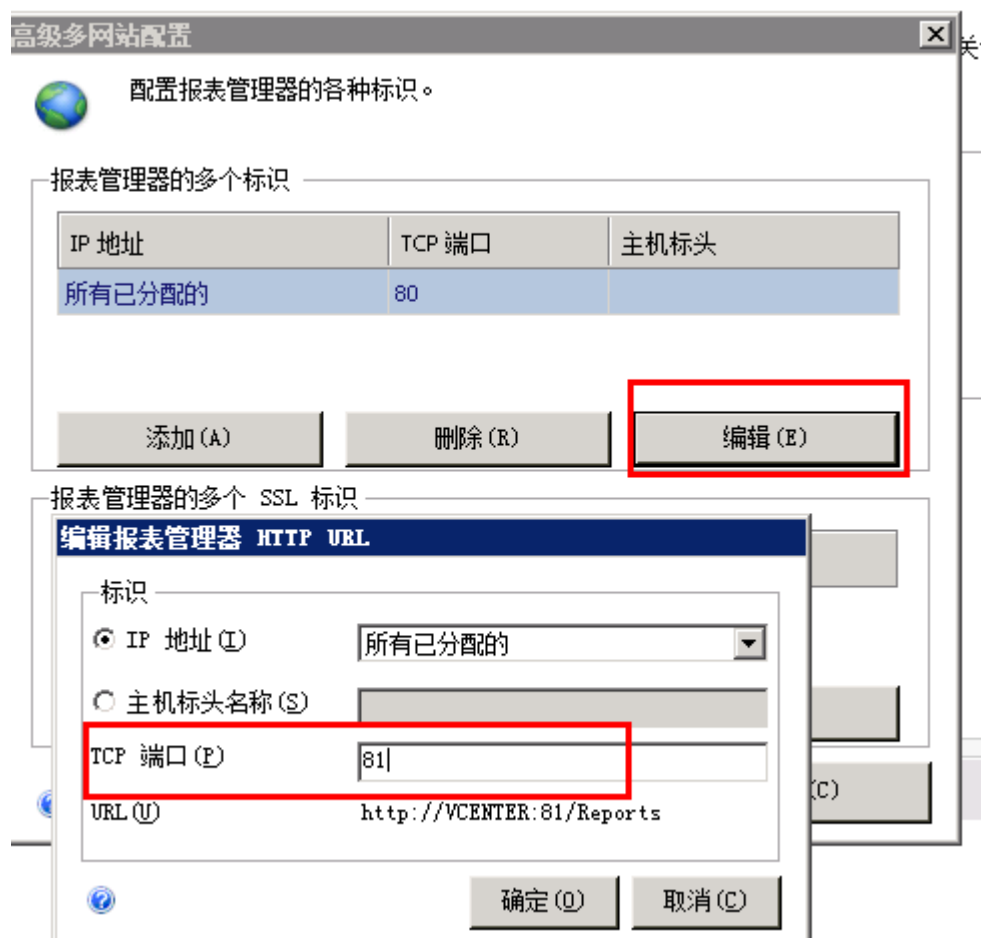 高级多网站配置
关
配置报表管理器的各种标识。
报表管理器的多个标识
IP 地址 TCP 端口 主机标头
所有已分配的 80
添加(A) 删除(R) 编辑(E)
报表管理器的多个 SSL 标识
编辑报表管理器 HTTP URL
标识
IP 地址(I) 所有已分配的
主机标头名称(S)
TCP 端口(P) 81
(C)
URL(U) http://VCENTER:81/Reports
确定(O) 取消(C)